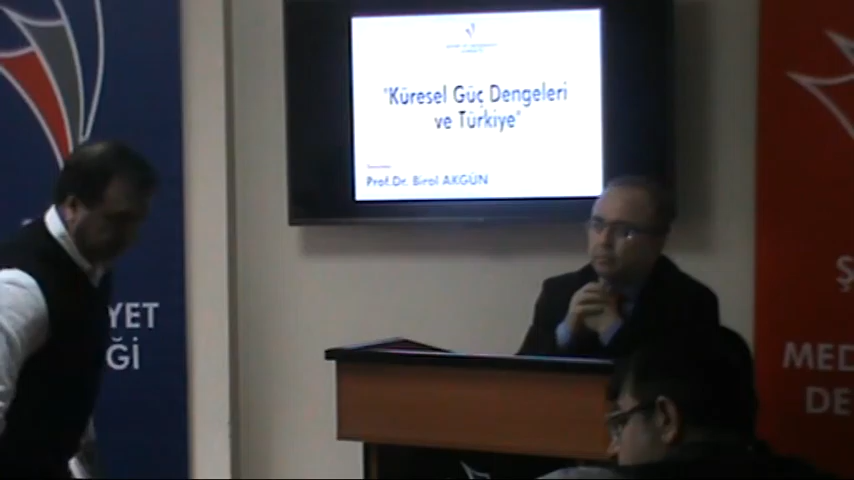 'Küresel Güç Dengeleri
ve Türkiye'
Prof.Dr. Birol AKGÜN
YET
Ğİ
Ş
MED
DE